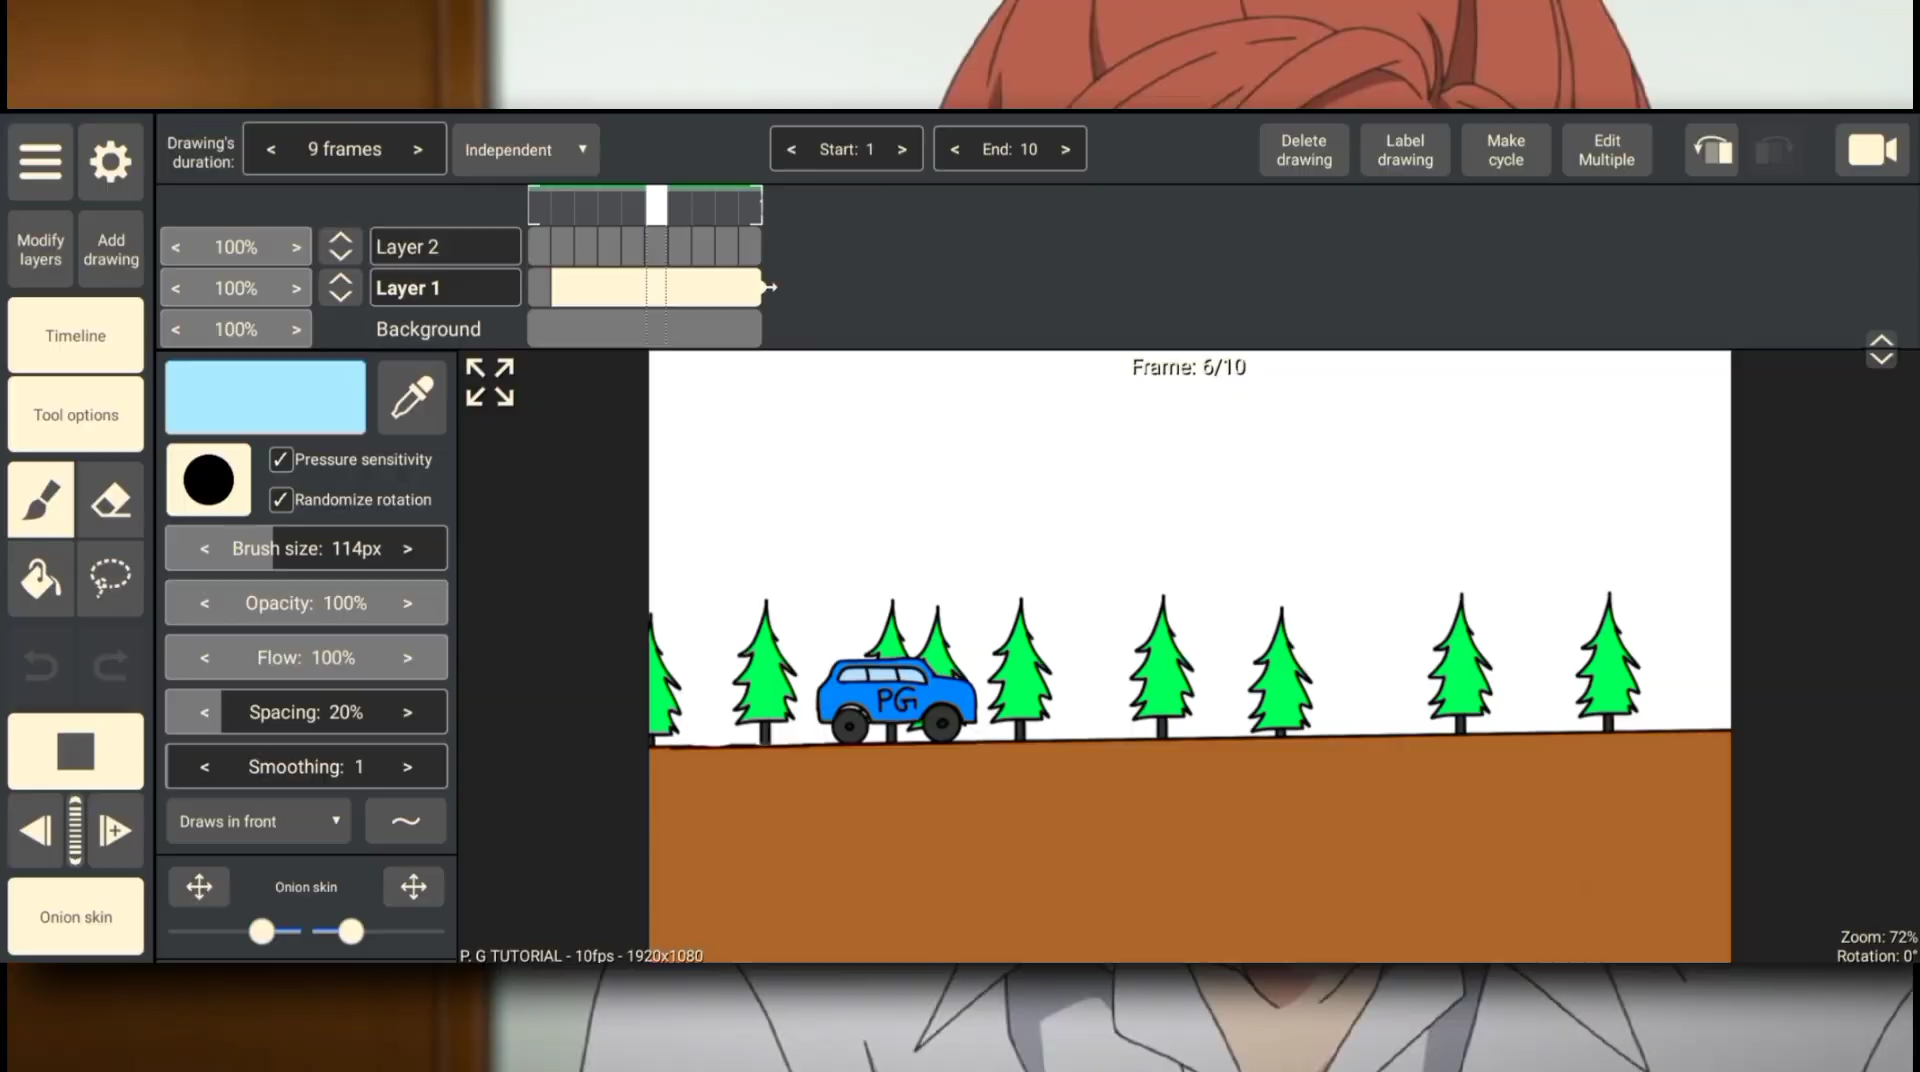 Drawing's
duration:
< 9 frames >
Independent
< Start: 1 >
< End: 10 >
Delete
drawing
Label
drawing
Make
cycle
Edit
Multiple
Modify
layers
Add
drawing
< 100% >
Layer 2
< 100% >
Layer 1
< 100% >
Background
Timeline
Tool options
Frame: 6/10
Pressure sensitivity
Randomize rotation
< Brush size: 114px >
< Opacity: 100% >
< Flow: 100% >
< Spacing: 20% >
< Smoothing: 1 >
Draws in front
Onion skin
Onion skin
PG
P. G TUTORIAL - 10fps - 1920x1080
Zoom: 72%
Rotation: 0°